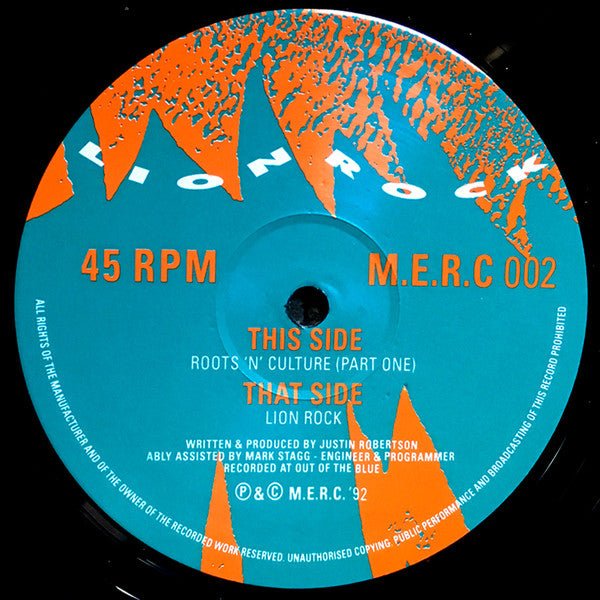 LIONROCK
45 RPM
M.E.R.C 002
THIS SIDE
ROOTS 'N' CULTURE (PART ONE)
THAT SIDE
LION ROCK
WRITTEN & PRODUCED BY JUSTIN ROBERTSON
ABLY ASSISTED BY MARK STAGG - ENGINEER & PROGRAMMER
RECORDED AT OUT OF THE BLUE
Ⓟ & © M.E.R.C. '92
ALL RIGHTS OF THE MANUFACTURER AND OF THE OWNER OF THE RECORDED WORK RESERVED. UNAUTHORISED COPYING. PUBLIC PERFORMANCE AND BROADCASTING OF THIS RECORD PROHIBITED